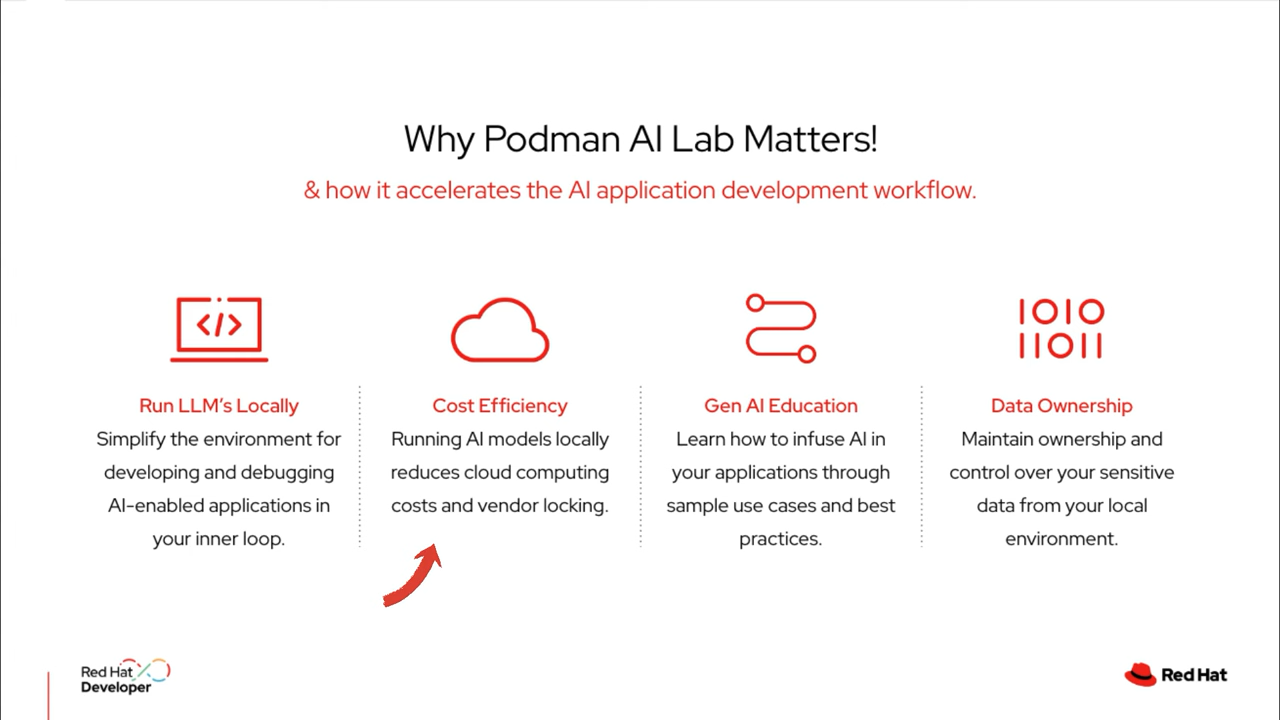 Why Podman AI Lab Matters!
& how it accelerates the AI application development workflow.
</>
1010
11011
Run LLM's Locally
Simplify the environment for
developing and debugging
AI-enabled applications in
your inner loop.
Cost Efficiency
Running AI models locally
reduces cloud computing
costs and vendor locking.
Gen AI Education
Learn how to infuse AI in
your applications through
sample use cases and best
practices.
Data Ownership
Maintain ownership and
control over your sensitive
data from your local
environment.
Red Hat
Developer
Red Hat